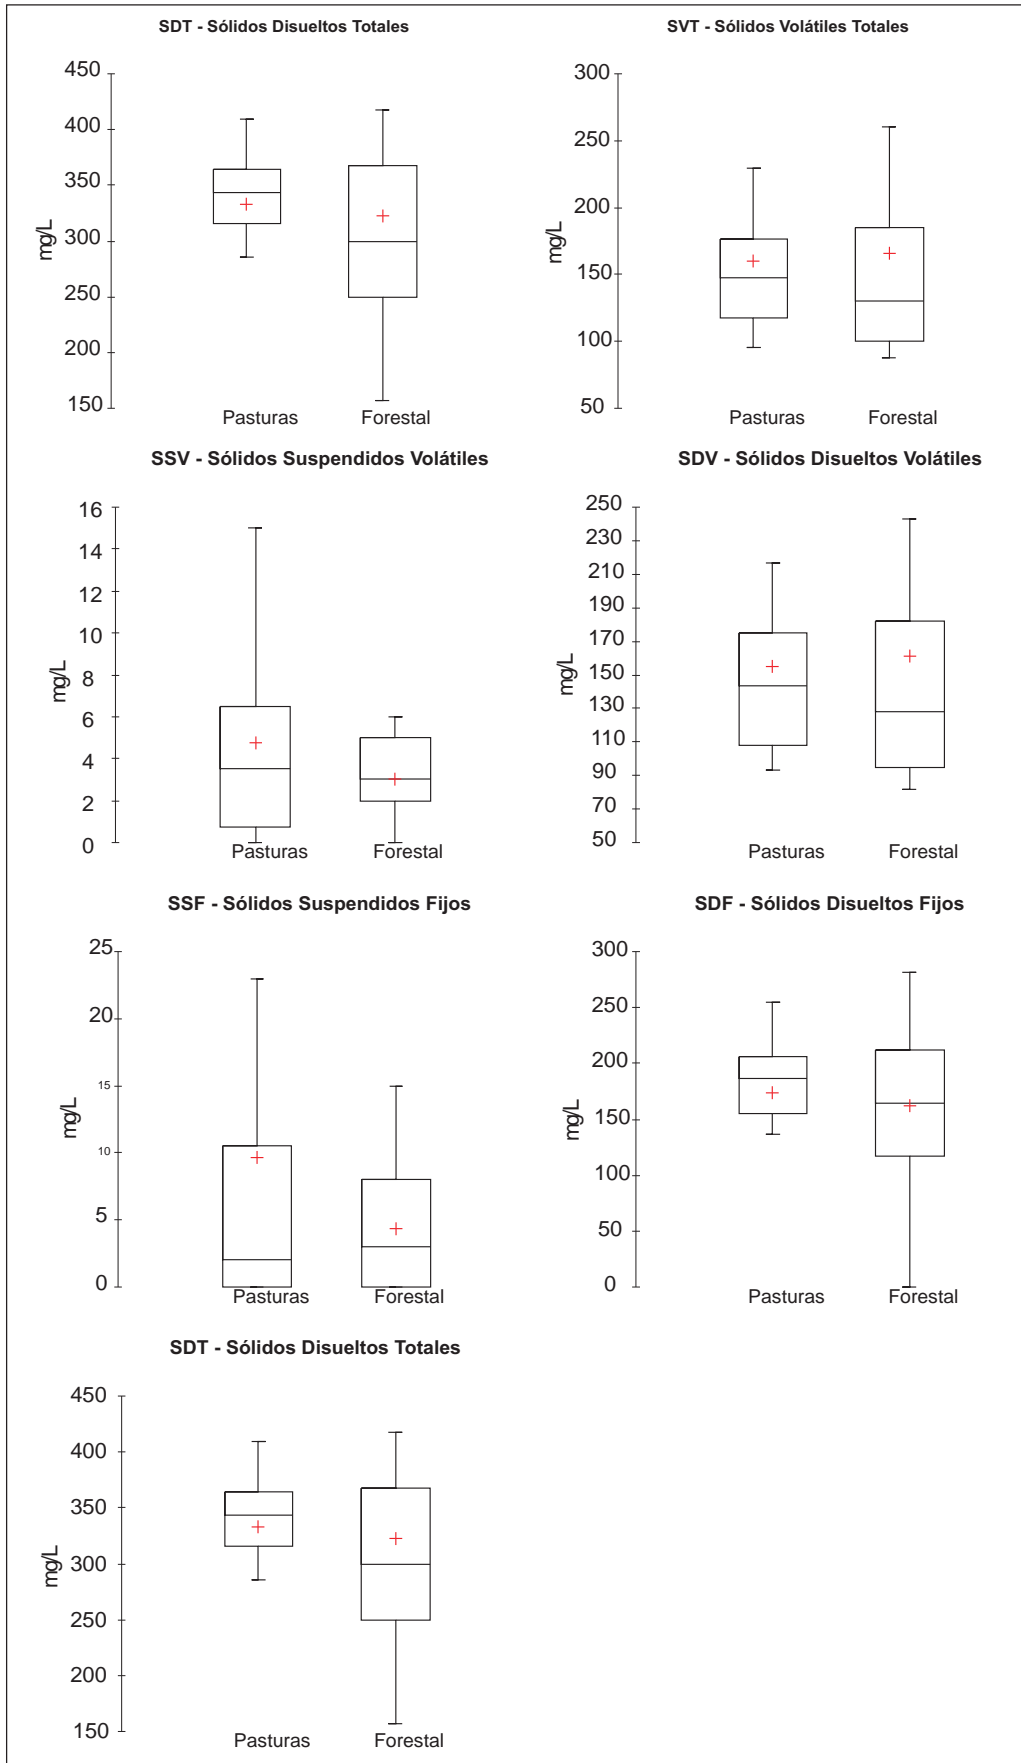 SDT - Sólidos Disueltos Totales
450
400
350
300
250
200
150
mg/L
Pasturas
Forestal
SVT - Sólidos Volátiles Totales
300
250
200
150
100
50
mg/L
Pasturas
Forestal
SSV - Sólidos Suspendidos Volátiles
16
14
12
10
8
6
4
2
0
mg/L
Pasturas
Forestal
SDV - Sólidos Disueltos Volátiles
250
230
210
190
170
150
130
110
90
70
50
mg/L
Pasturas
Forestal
SSF - Sólidos Suspendidos Fijos
25
20
15
10
5
0
mg/L
Pasturas
Forestal
SDF - Sólidos Disueltos Fijos
300
250
200
150
100
50
0
mg/L
Pasturas
Forestal
SDT - Sólidos Disueltos Totales
450
400
350
300
250
200
150
mg/L
Pasturas
Forestal